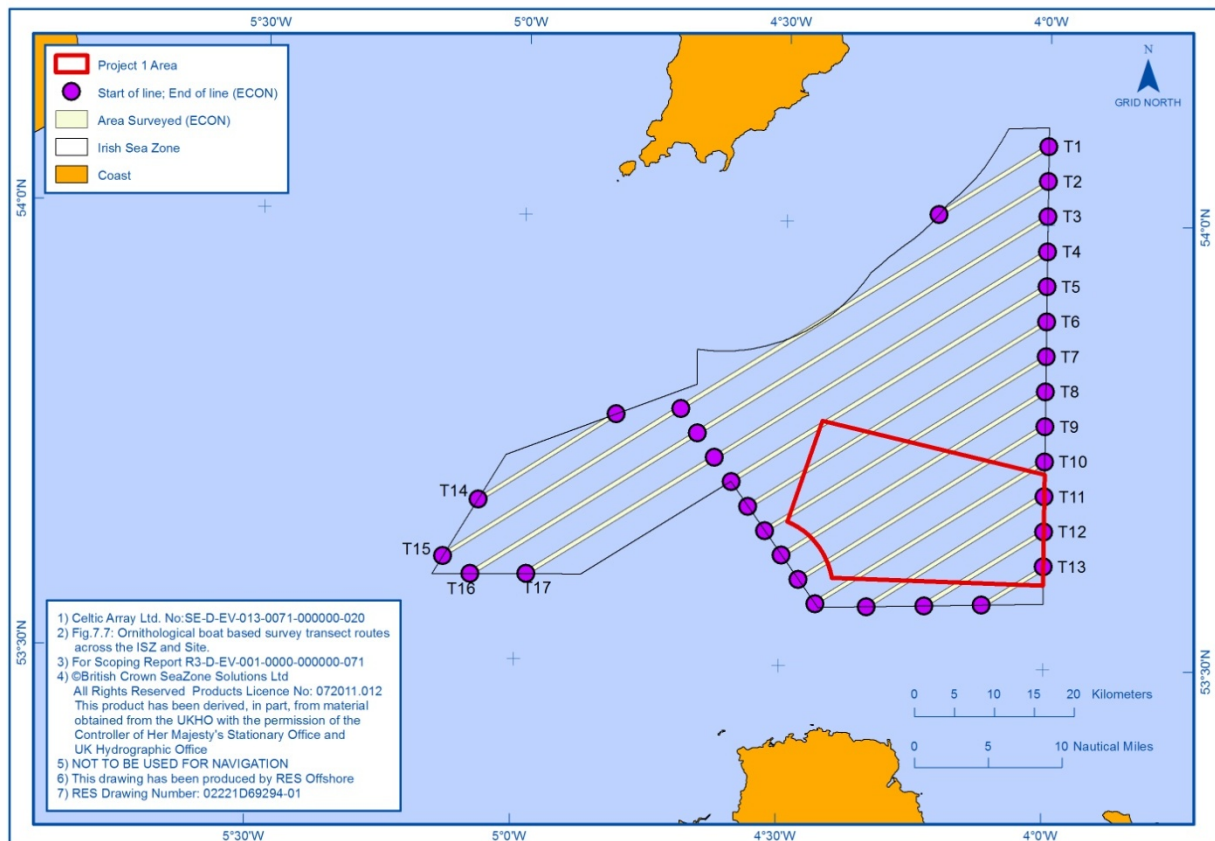 5°30'W 5°0'W 4°30'W 4°0'W
Project 1 Area
Start of line; End of line (ECON)
Area Surveyed (ECON)
Irish Sea Zone
Coast
N
GRID NORTH
54°0'N
54°0'N
T1
T2
T3
T4
T5
T6
T7
T8
T9
T10
T11
T12
T13
T14
T15
T16
T17
1) Celtic Array Ltd. No:SE-D-EV-013-0071-000000-020
2) Fig.7.7: Ornithological boat based survey transect routes
across the ISZ and Site.
3) For Scoping Report R3-D-EV-001-0000-000000-071
4) ©British Crown SeaZone Solutions Ltd
All Rights Reserved Products Licence No: 072011.012
This product has been derived, in part, from material
obtained from the UKHO with the permission of the
Controller of Her Majesty's Stationary Office and
UK Hydrographic Office
5) NOT TO BE USED FOR NAVIGATION
6) This drawing has been produced by RES Offshore
7) RES Drawing Number: 02221D69294-01
53°30'N
53°30'N
0 5 10 15 20 Kilometers
0 5 10 Nautical Miles
5°30'W 5°0'W 4°30'W 4°0'W